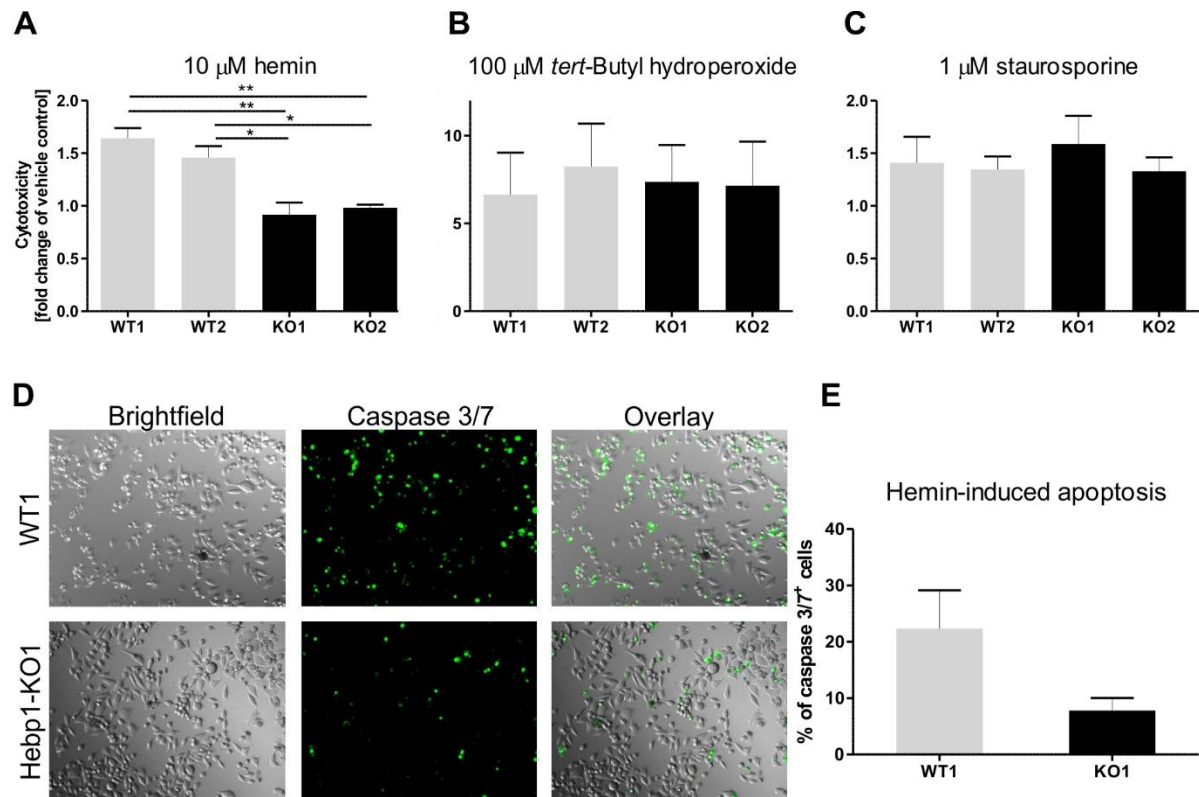 A
10 μM hemin
**
**
*
*
Cytotoxicity
[fold change of vehicle control]
2.0
1.5
1.0
0.5
0.0
WT1 WT2 KO1 KO2
B
100 μM tert-Butyl hydroperoxide
10
5
0
WT1 WT2 KO1 KO2
C
1 μM staurosporine
2.0
1.5
1.0
0.5
0.0
WT1 WT2 KO1 KO2
D
Brightfield Caspase 3/7 Overlay
WT1
Hebp1-KO1
E
Hemin-induced apoptosis
% of caspase 3/7+ cells
40
30
20
10
0
WT1 KO1